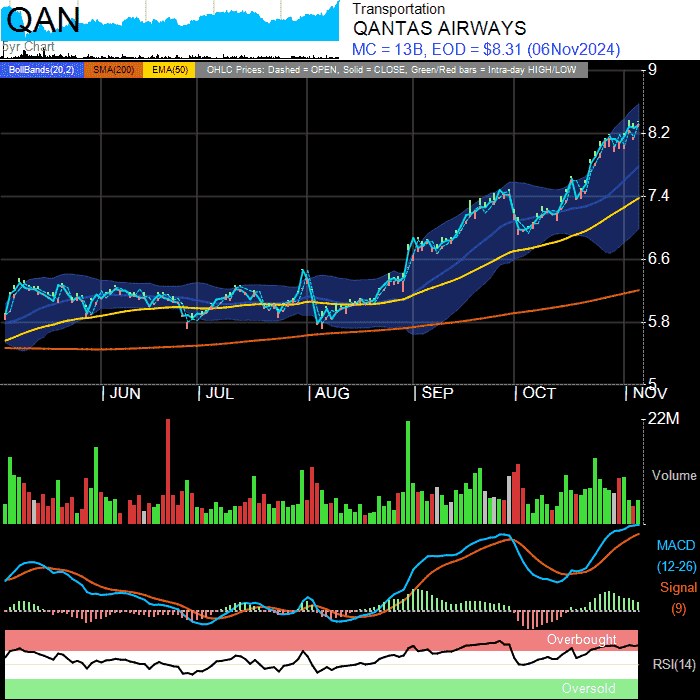 QAN
5yr Chart
Transportation
QANTAS AIRWAYS
MC = 13B, EOD = $8.31 (06Nov2024)
BollBands(20,2) SMA(200) EMA(50) OHLC Prices: Dashed = OPEN, Solid = CLOSE, Green/Red bars = Intra-day HIGH/LOW
9
8.2
7.4
6.6
5.8
5
JUN JUL AUG SEP OCT NOV
22M
Volume
MACD
(12-26)
Signal
(9)
Overbought
RSI(14)
Oversold